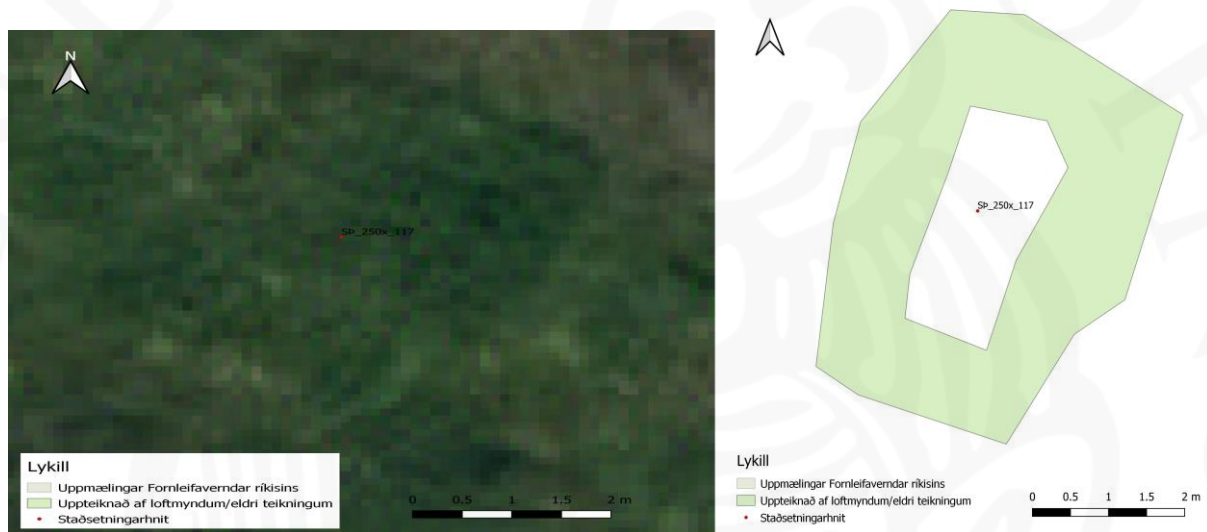 N
SÞ_250x_117
Lykill
Uppmælingar Fornleifaverndar ríkisins
Uppteiknað af loftmyndum/eldri teikningum
Staðsetningarhnit
0 0.5 1 1.5 2 m
SÞ_250x_117
Lykill
Uppmælingar Fornleifaverndar ríkisins
Uppteiknað af loftmyndum/eldri teikningum
Staðsetningarhnit
0 0.5 1 1.5 2 m